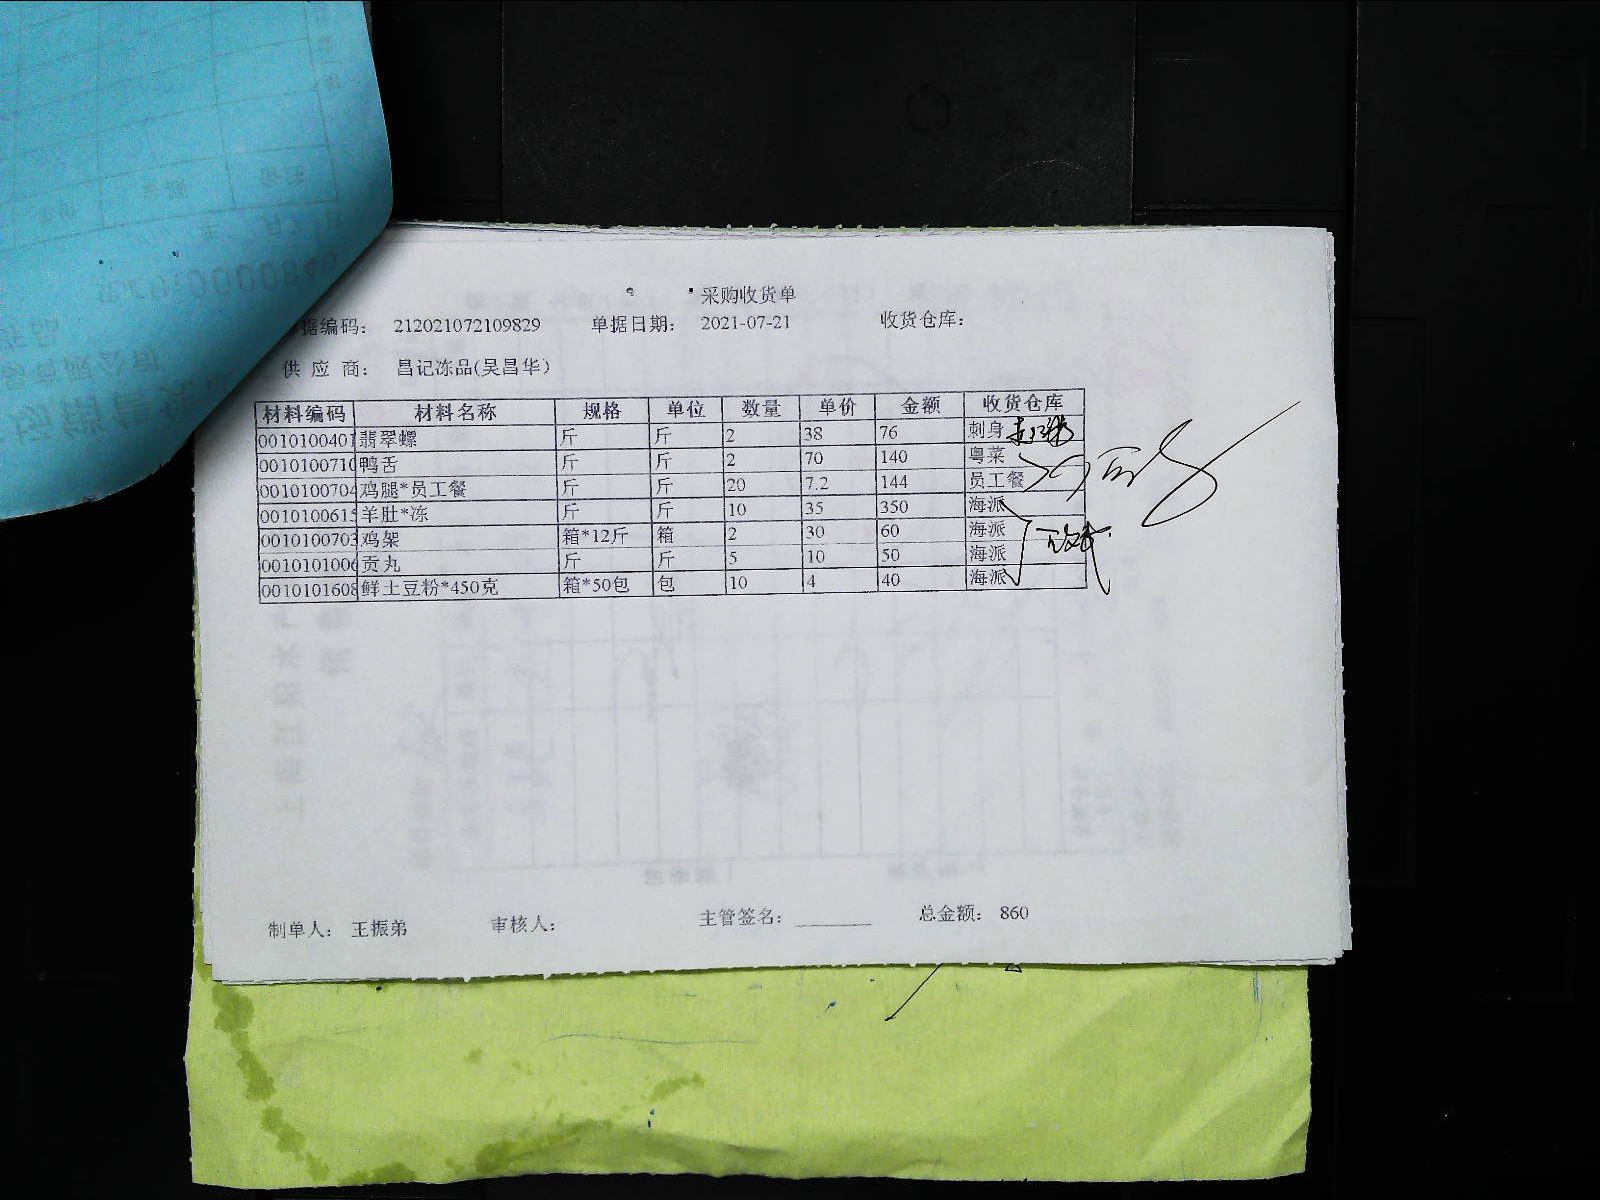 采购收货单
据编码： 212021072109829 单据日期： 2021-07-21 收货仓库：
供 应 商： 昌记冻品(吴昌华)
材料编码 材料名称 规格 单位 数量 单价 金额 收货仓库
0010100401 翡翠螺 斤 斤 2 38 76 刺身
0010100710 鸭舌 斤 斤 2 70 140 粤菜
0010100704 鸡腿*员工餐 斤 斤 20 7.2 144 员工餐
0010100615 羊肚*冻 斤 斤 10 35 350 海派
0010100703 鸡架 箱*12斤 箱 2 30 60 海派
0010101006 贡丸 斤 斤 5 10 50 海派
0010101608 鲜土豆粉*450克 箱*50包 包 10 4 40 海派
制单人： 王振弟 审核人： 主管签名： 总金额： 860